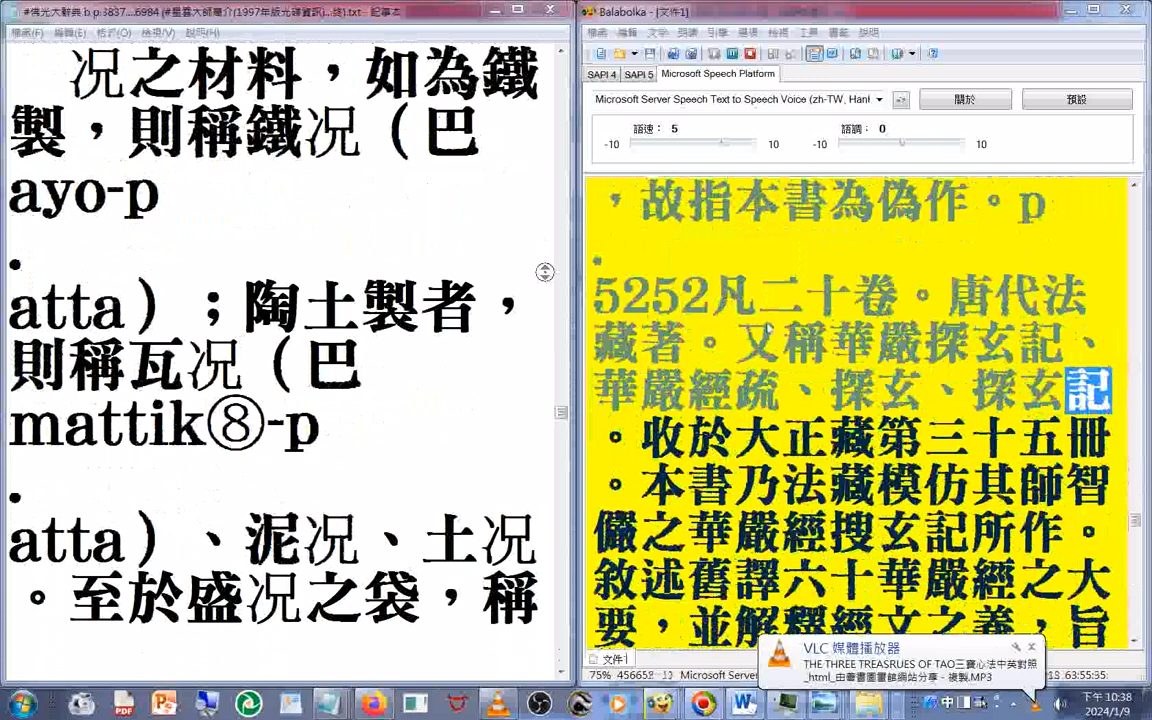 #佛光大辭典 b p.3837....6984 (#星雲大師簡介(1997年版光碟資訊)...終).txt - 記事本
檔案(F) 編輯(E) 格式(O) 檢視(V) 說明(H)
况之材料，如為鐵
製，則稱鐵况（巴
ayo-p
•
atta）；陶土製者，
則稱瓦况（巴
mattik⑧-p
•
atta）、泥况、土况
。至於盛况之袋，稱
Balabolka - [文件1]
檔案 編輯 文字 朗讀 引擎 選項 檢視 工具 書籤 說明
SAPI 4 SAPI 5 Microsoft Speech Platform
Microsoft Server Speech Text to Speech Voice (zh-TW, Hanl
關於
預設
語速： 5 語調： 0
-10 10 -10 10
，故指本書為偽作。p
•
5252凡二十卷。唐代法
藏著。又稱華嚴探玄記、
華嚴經疏、探玄、探玄記
。收於大正藏第三十五冊
。本書乃法藏模仿其師智
儼之華嚴經搜玄記所作。
敘述舊譯六十華嚴經之大
要，並解釋經文之義，旨
文件1
VLC 媒體播放器
THE THREE TREASRUES OF TAO三寶心法中英對照
_html_由善書圖書館網站分享 - 複製.MP3
75%
Microsoft Ser
63:55:35:
下午 10:38
2024/1/9